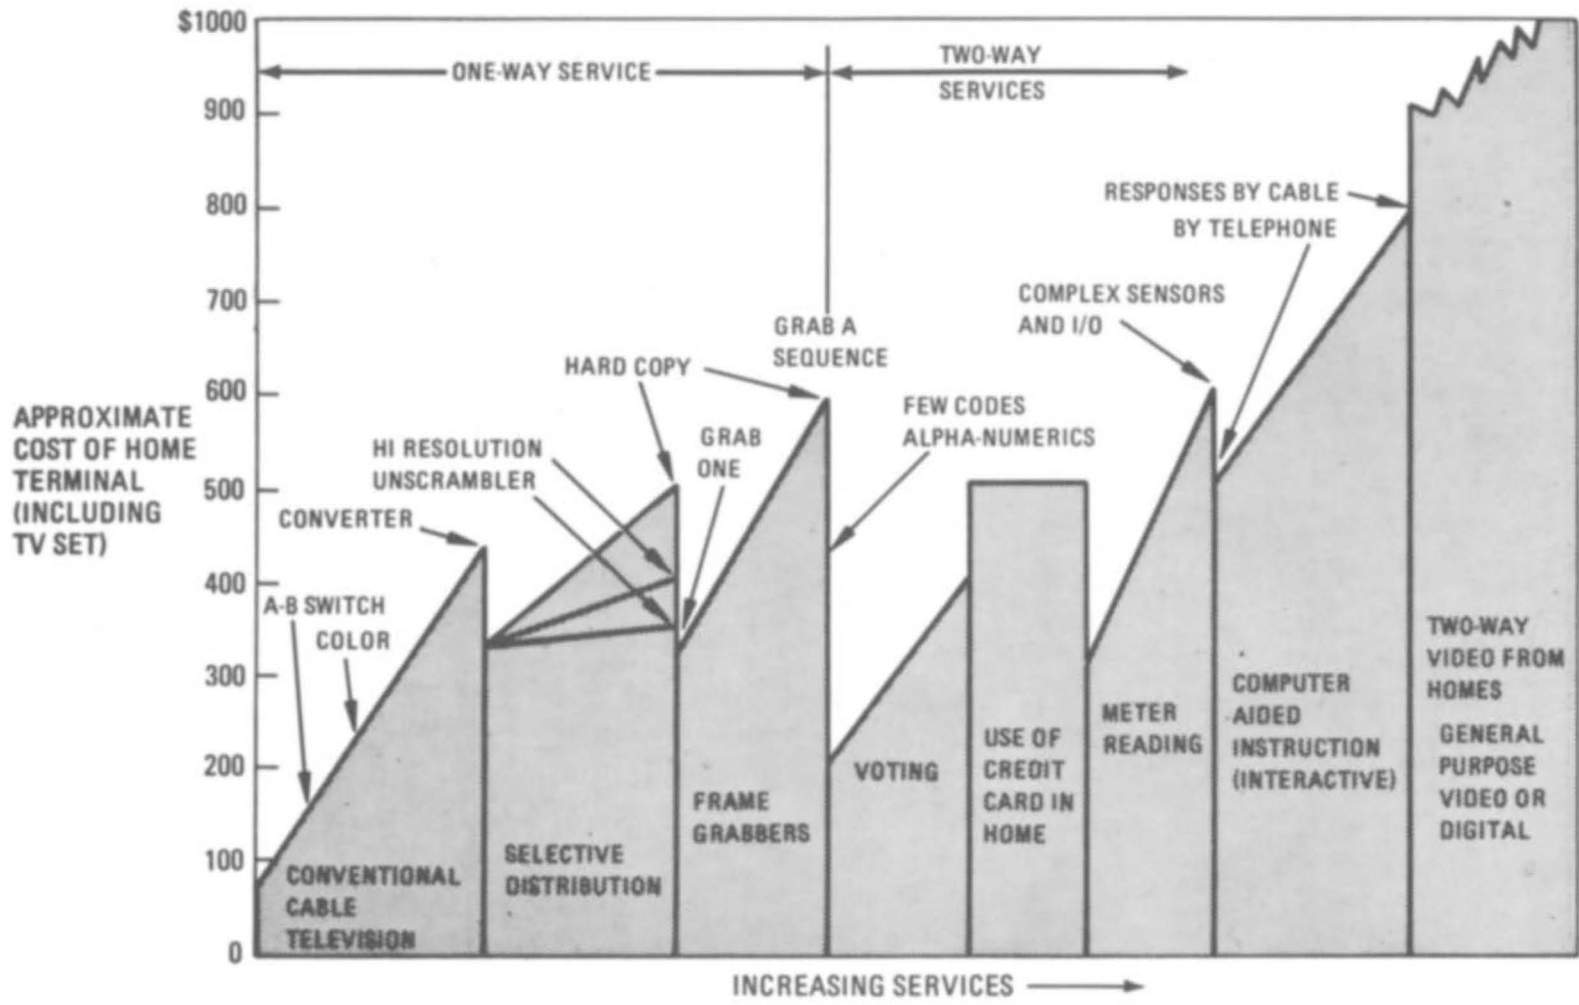 $1000
900
800
700
600
500
400
300
200
100
0
APPROXIMATE
COST OF HOME
TERMINAL
(INCLUDING
TV SET)
ONE-WAY SERVICE
TWO-WAY
SERVICES
A-B SWITCH
COLOR
CONVERTER
HI RESOLUTION
UNSCRAMBLER
HARD COPY
GRAB
ONE
GRAB A
SEQUENCE
FEW CODES
ALPHA-NUMERICS
COMPLEX SENSORS
AND I/O
RESPONSES BY CABLE
BY TELEPHONE
CONVENTIONAL
CABLE
TELEVISION
SELECTIVE
DISTRIBUTION
FRAME
GRABBERS
VOTING
USE OF
CREDIT
CARD IN
HOME
METER
READING
COMPUTER
AIDED
INSTRUCTION
(INTERACTIVE)
TWO-WAY
VIDEO FROM
HOMES
GENERAL
PURPOSE
VIDEO OR
DIGITAL
INCREASING SERVICES